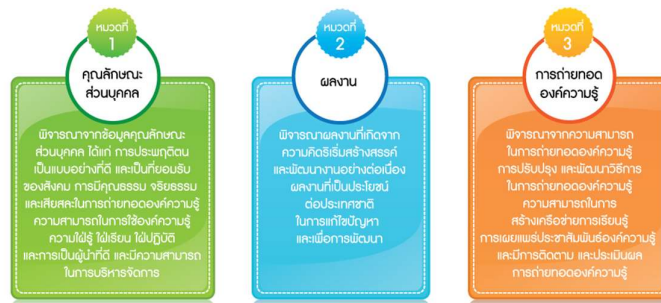 หมวดที่
1
คุณลักษณะ
ส่วนบุคคล
พิจารณาจากข้อมูลคุณลักษณะ
ส่วนบุคคล ได้แก่ การประพฤติตน
เป็นแบบอย่างที่ดี และเป็นที่ยอมรับ
ของสังคม การมีคุณธรรม จริยธรรม
และเสียสละในการถ่ายทอดองค์ความรู้
ความสามารถในการใช้องค์ความรู้
ความใฝ่รู้ ใฝ่เรียน ใฝ่ปฏิบัติ
และการเป็นผู้นำที่ดี และมีความสามารถ
ในการบริหารจัดการ
หมวดที่
2
ผลงาน
พิจารณาผลงานที่เกิดจาก
ความคิดริเริ่มสร้างสรรค์
และพัฒนางานอย่างต่อเนื่อง
ผลงานที่เป็นประโยชน์
ต่อประเทศชาติ
ในการแก้ไขปัญหา
และเพื่อการพัฒนา
หมวดที่
3
การถ่ายทอด
องค์ความรู้
พิจารณาจากความสามารถ
ในการถ่ายทอดองค์ความรู้
การปรับปรุง และพัฒนาวิธีการ
ในการถ่ายทอดองค์ความรู้
ความสามารถในการ
สร้างเครือข่ายการเรียนรู้
การเผยแพร่ประชาสัมพันธ์องค์ความรู้
และมีการติดตาม และประเมินผล
การถ่ายทอดองค์ความรู้